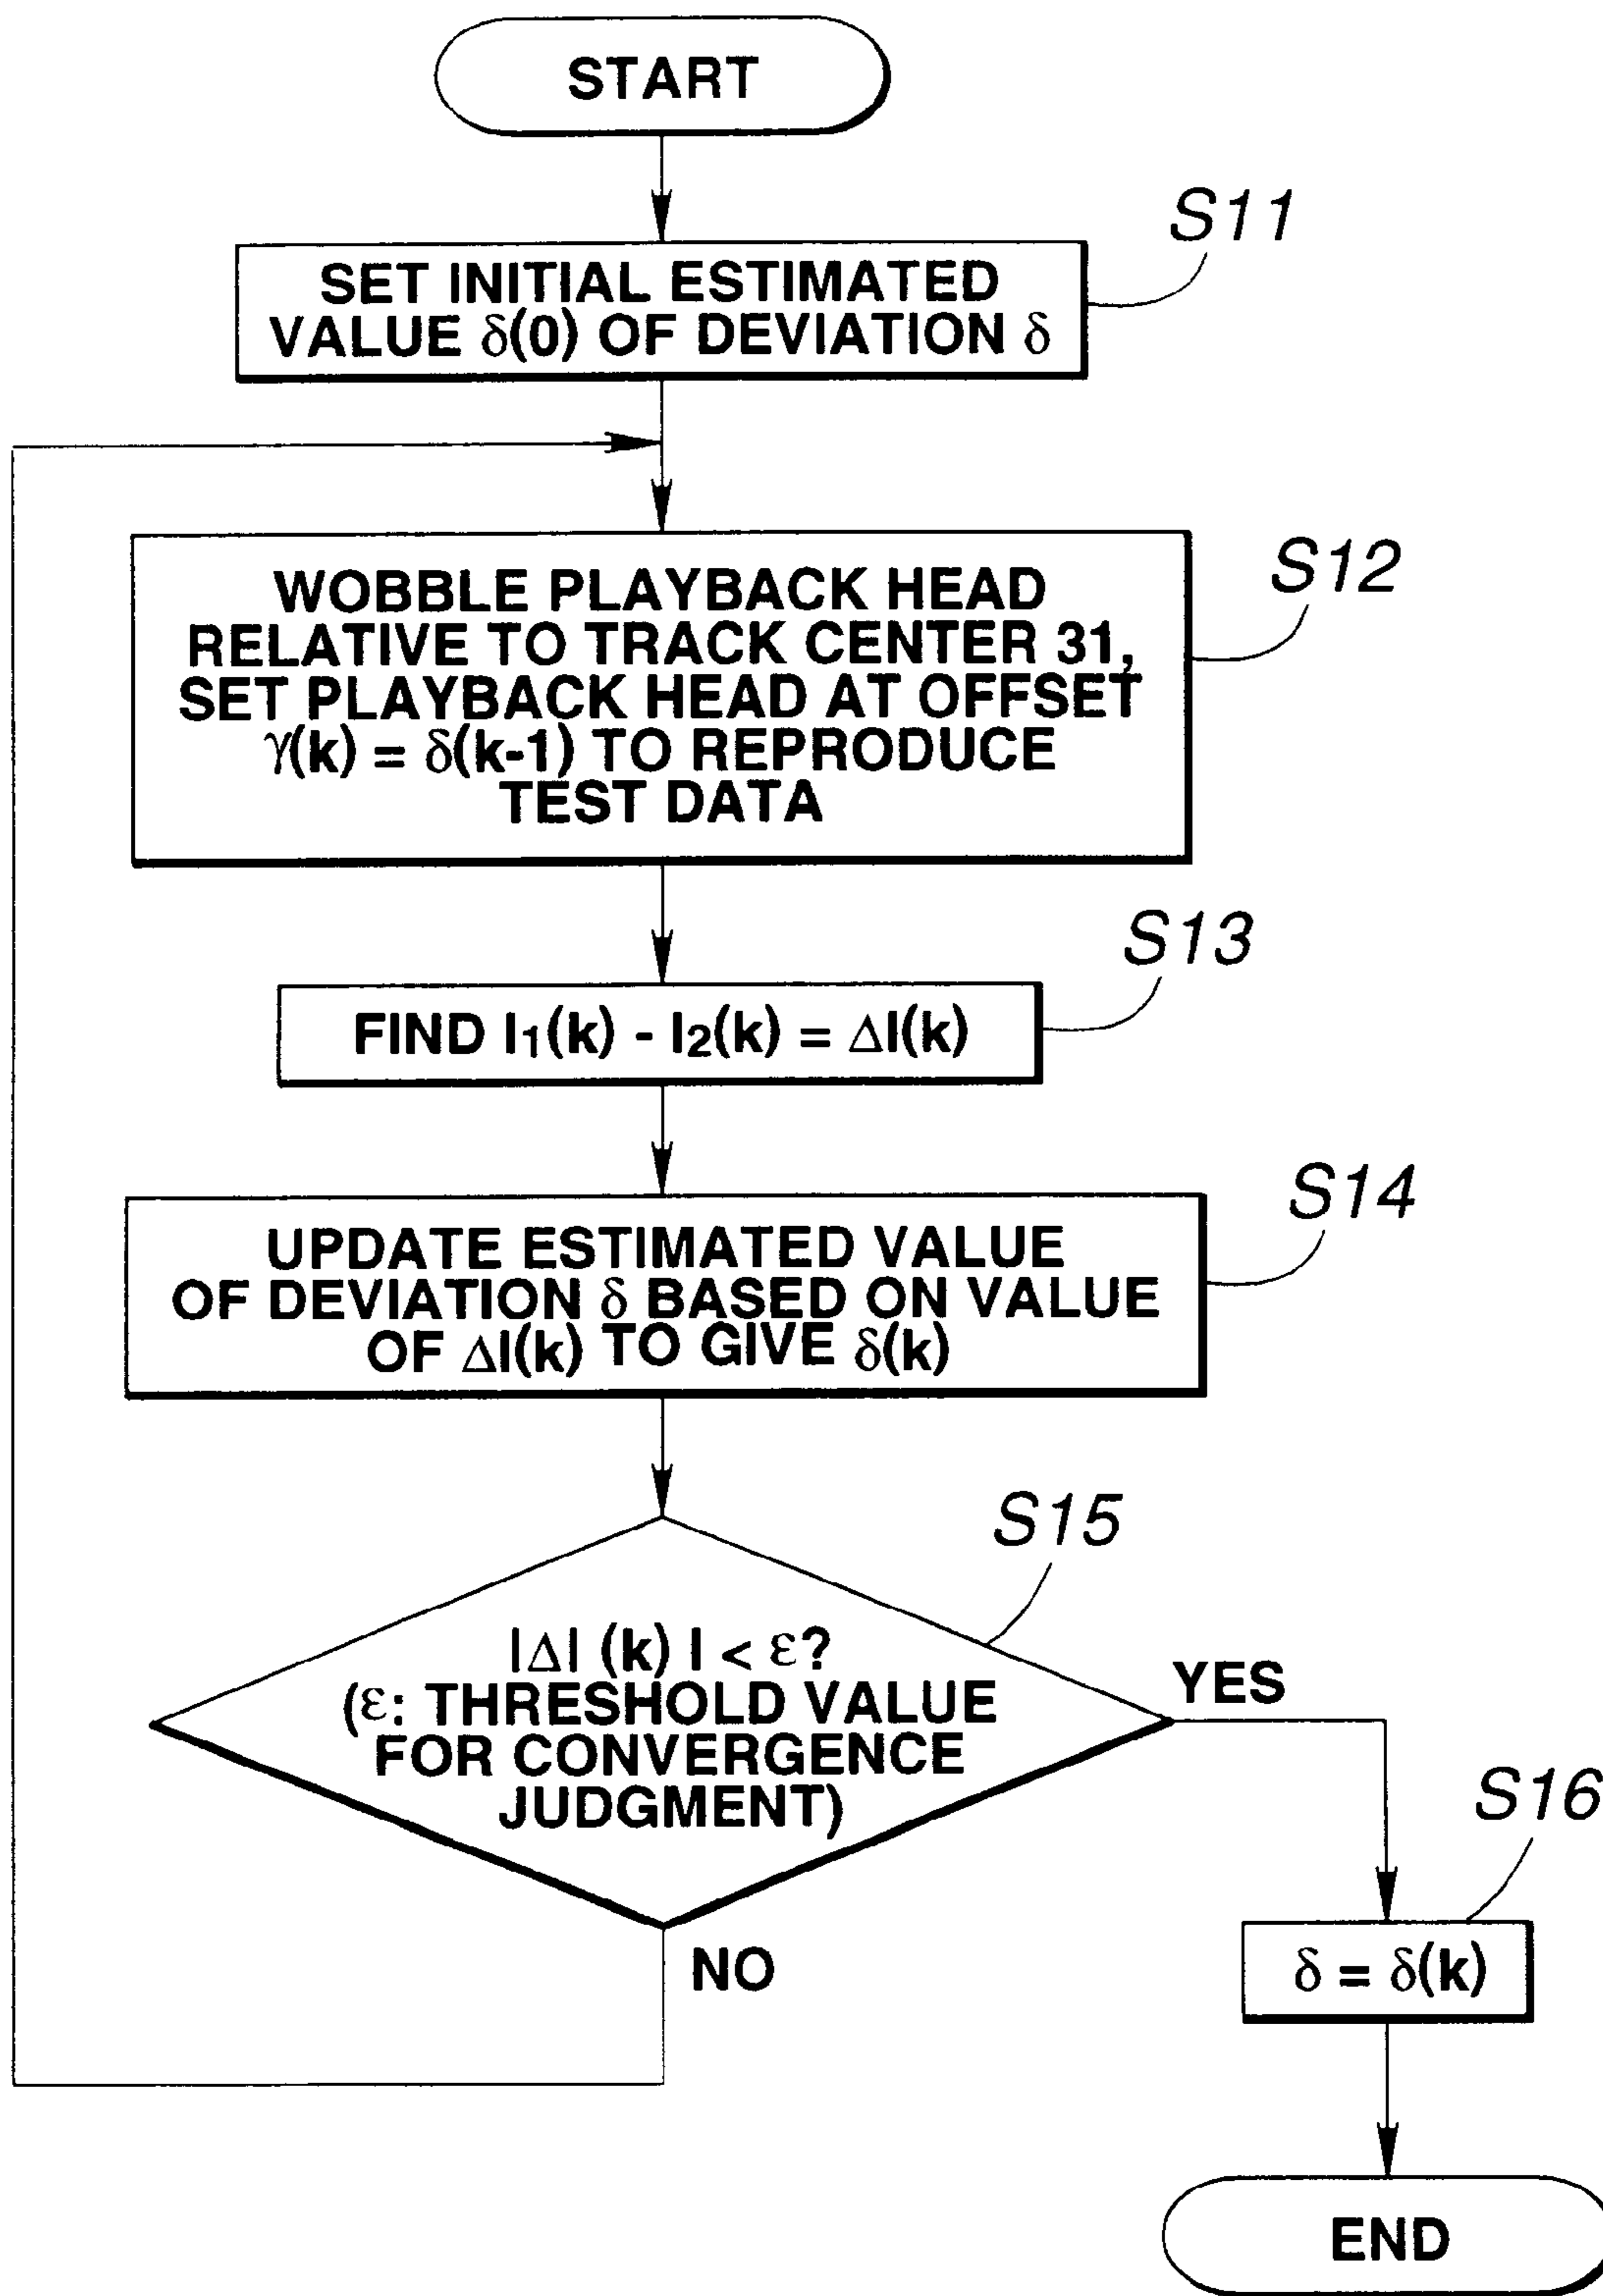 START
S11
SET INITIAL ESTIMATED
VALUE δ(0) OF DEVIATION δ
S12
WOBBLE PLAYBACK HEAD
RELATIVE TO TRACK CENTER 31,
SET PLAYBACK HEAD AT OFFSET
γ(k) = δ(k-1) TO REPRODUCE
TEST DATA
S13
FIND I1(k) - I2(k) = ΔI(k)
S14
UPDATE ESTIMATED VALUE
OF DEVIATION δ BASED ON VALUE
OF ΔI(k) TO GIVE δ(k)
S15
|ΔI (k) | < ε?
(ε: THRESHOLD VALUE
FOR CONVERGENCE
JUDGMENT)
YES
NO
S16
δ = δ(k)
END